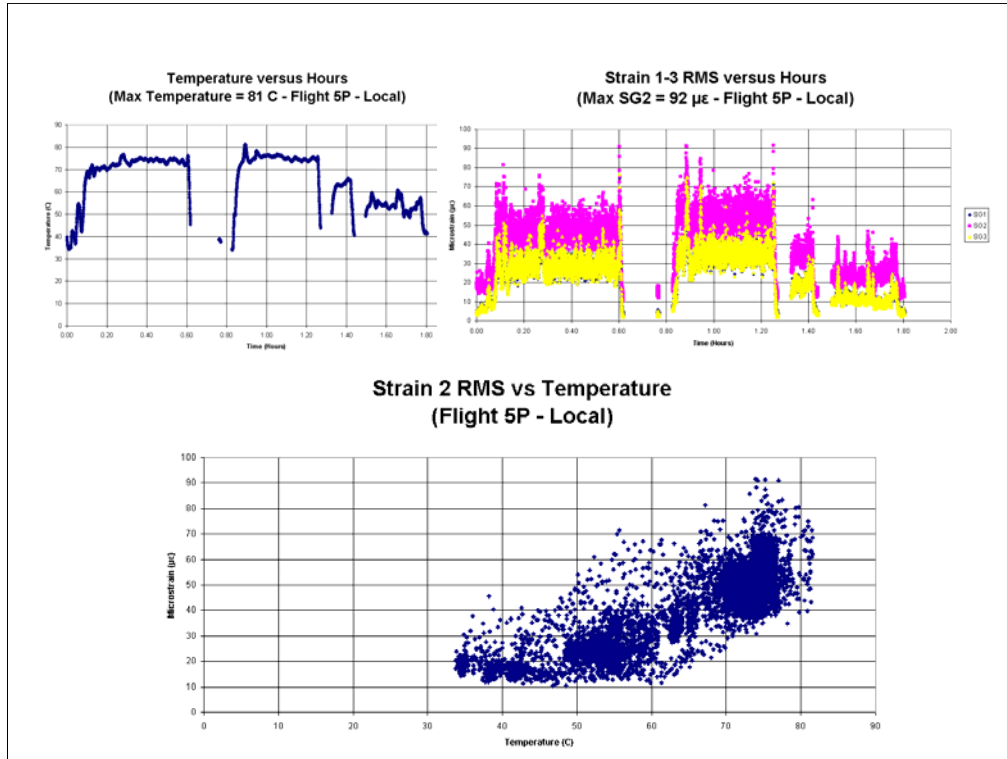 Temperature versus Hours
(Max Temperature = 81 C - Flight 5P - Local)
90
80
70
60
50
40
30
20
10
0
Temperature (C)
0.00 0.20 0.40 0.60 0.80 1.00 1.20 1.40 1.60 1.80
Time (Hours)
Strain 1-3 RMS versus Hours
(Max SG2 = 92 µε - Flight 5P - Local)
100
90
80
70
60
50
40
30
20
10
0
Microstrain (µε)
0.00 0.20 0.40 0.60 0.80 1.00 1.20 1.40 1.60 1.80 2.00
Time (Hours)
SG1
SG2
SG3
Strain 2 RMS vs Temperature
(Flight 5P - Local)
100
90
80
70
60
50
40
30
20
10
0
Microstrain (µε)
0 10 20 30 40 50 60 70 80 90
Temperature (C)